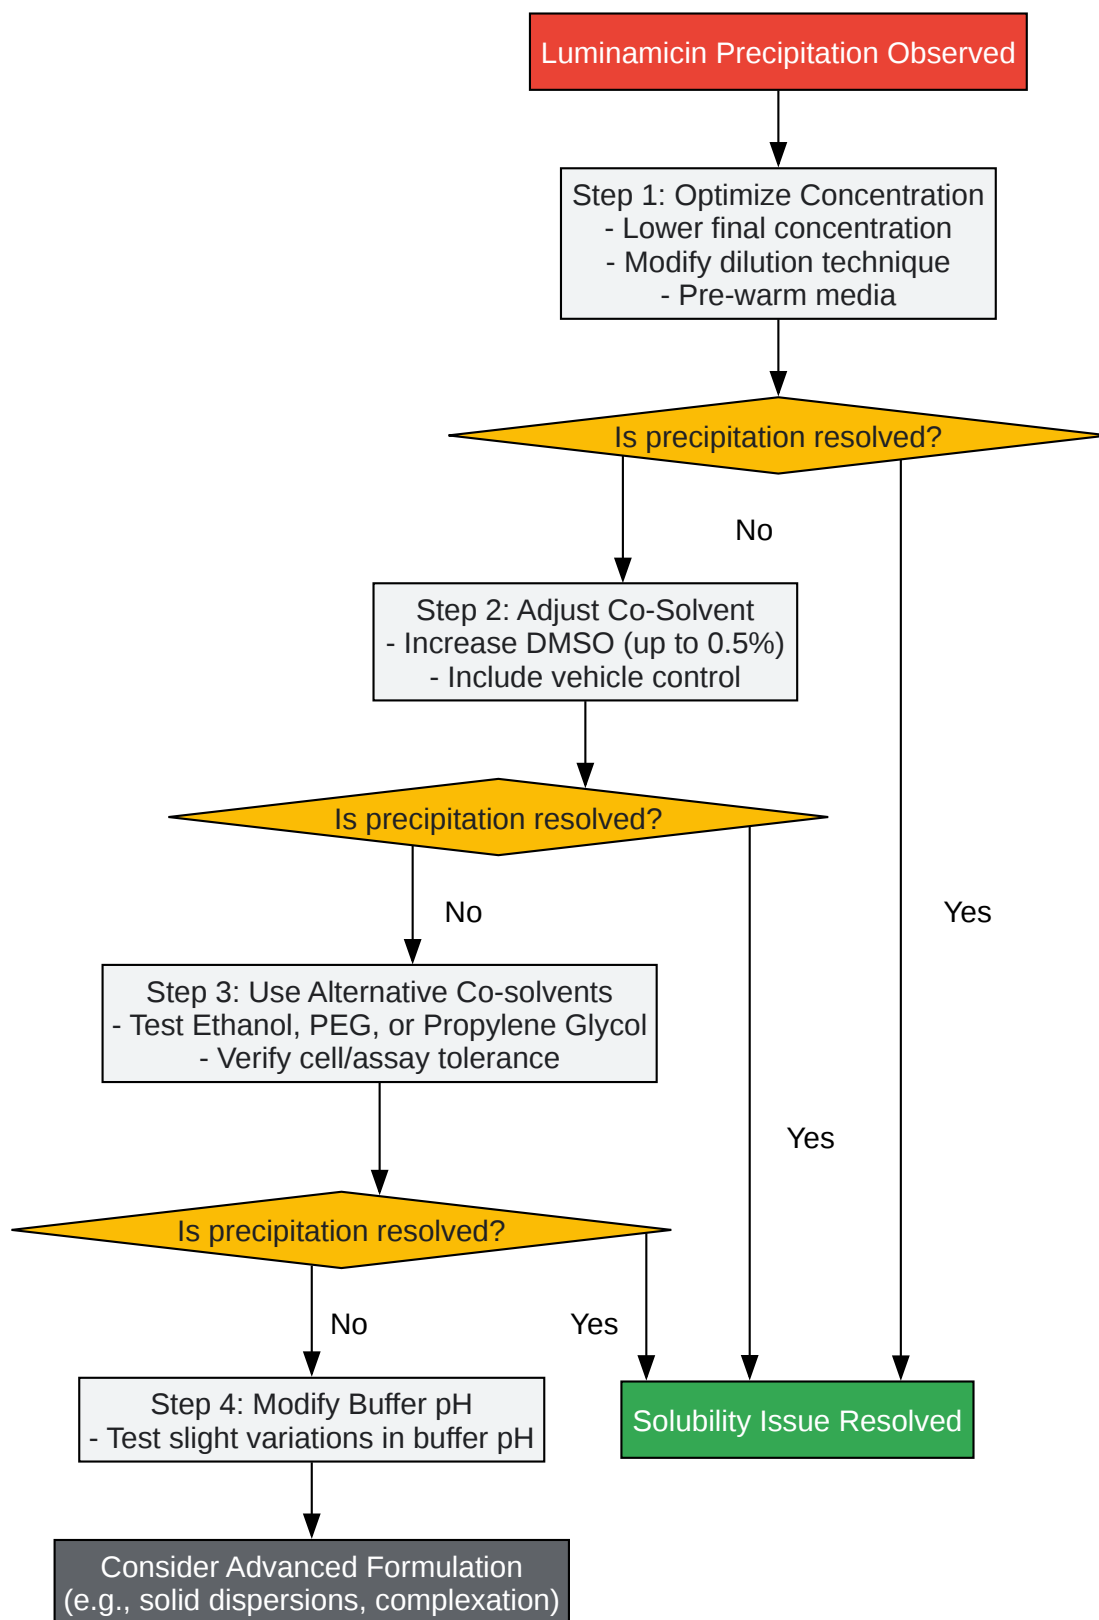 Luminamicin Precipitation Observed
Step 1: Optimize Concentration
- Lower final concentration
- Modify dilution technique
- Pre-warm media
Is precipitation resolved?
No
Step 2: Adjust Co-Solvent
- Increase DMSO (up to 0.5%)
- Include vehicle control
Is precipitation resolved?
No
Yes
Step 3: Use Alternative Co-solvents
- Test Ethanol, PEG, or Propylene Glycol
- Verify cell/assay tolerance
Yes
Is precipitation resolved?
No
Yes
Step 4: Modify Buffer pH
- Test slight variations in buffer pH
Solubility Issue Resolved
Consider Advanced Formulation
(e.g., solid dispersions, complexation)